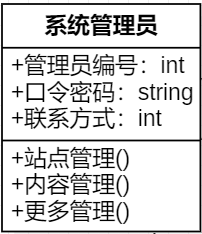 系统管理员
+管理员编号：int
+口令密码：string
+联系方式：int
+站点管理()
+内容管理()
+更多管理()